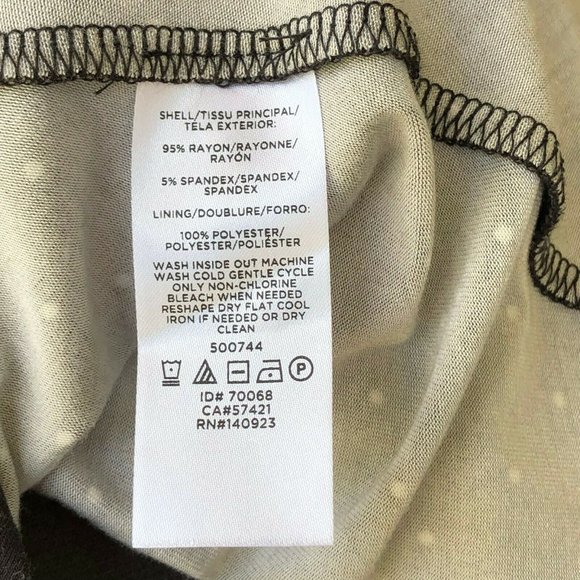 SHELL/TISSU PRINCIPAL/
TELA EXTERIOR:
95% RAYON/RAYONNE/
RAYÓN
5% SPANDEX/SPANDEX/
SPANDEX
LINING/DOUBLURE/FORRO:
100% POLYESTER/
POLYESTER/POLIÉSTER
WASH INSIDE OUT MACHINE
WASH COLD GENTLE CYCLE
ONLY NON-CHLORINE
BLEACH WHEN NEEDED
RESHAPE DRY FLAT COOL
IRON IF NEEDED OR DRY
CLEAN
500744
P
ID# 70068
CA#57421
RN#140923